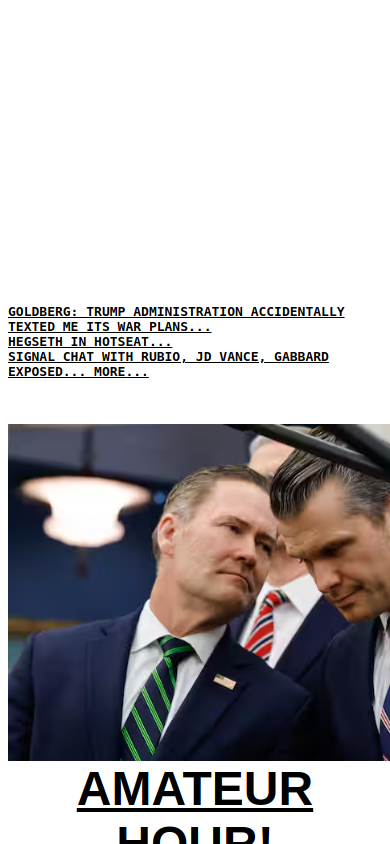 GOLDBERG: TRUMP ADMINISTRATION ACCIDENTALLY
TEXTED ME ITS WAR PLANS...
HEGSETH IN HOTSEAT...
SIGNAL CHAT WITH RUBIO, JD VANCE, GABBARD
EXPOSED... MORE...
AMATEUR
HOUR!